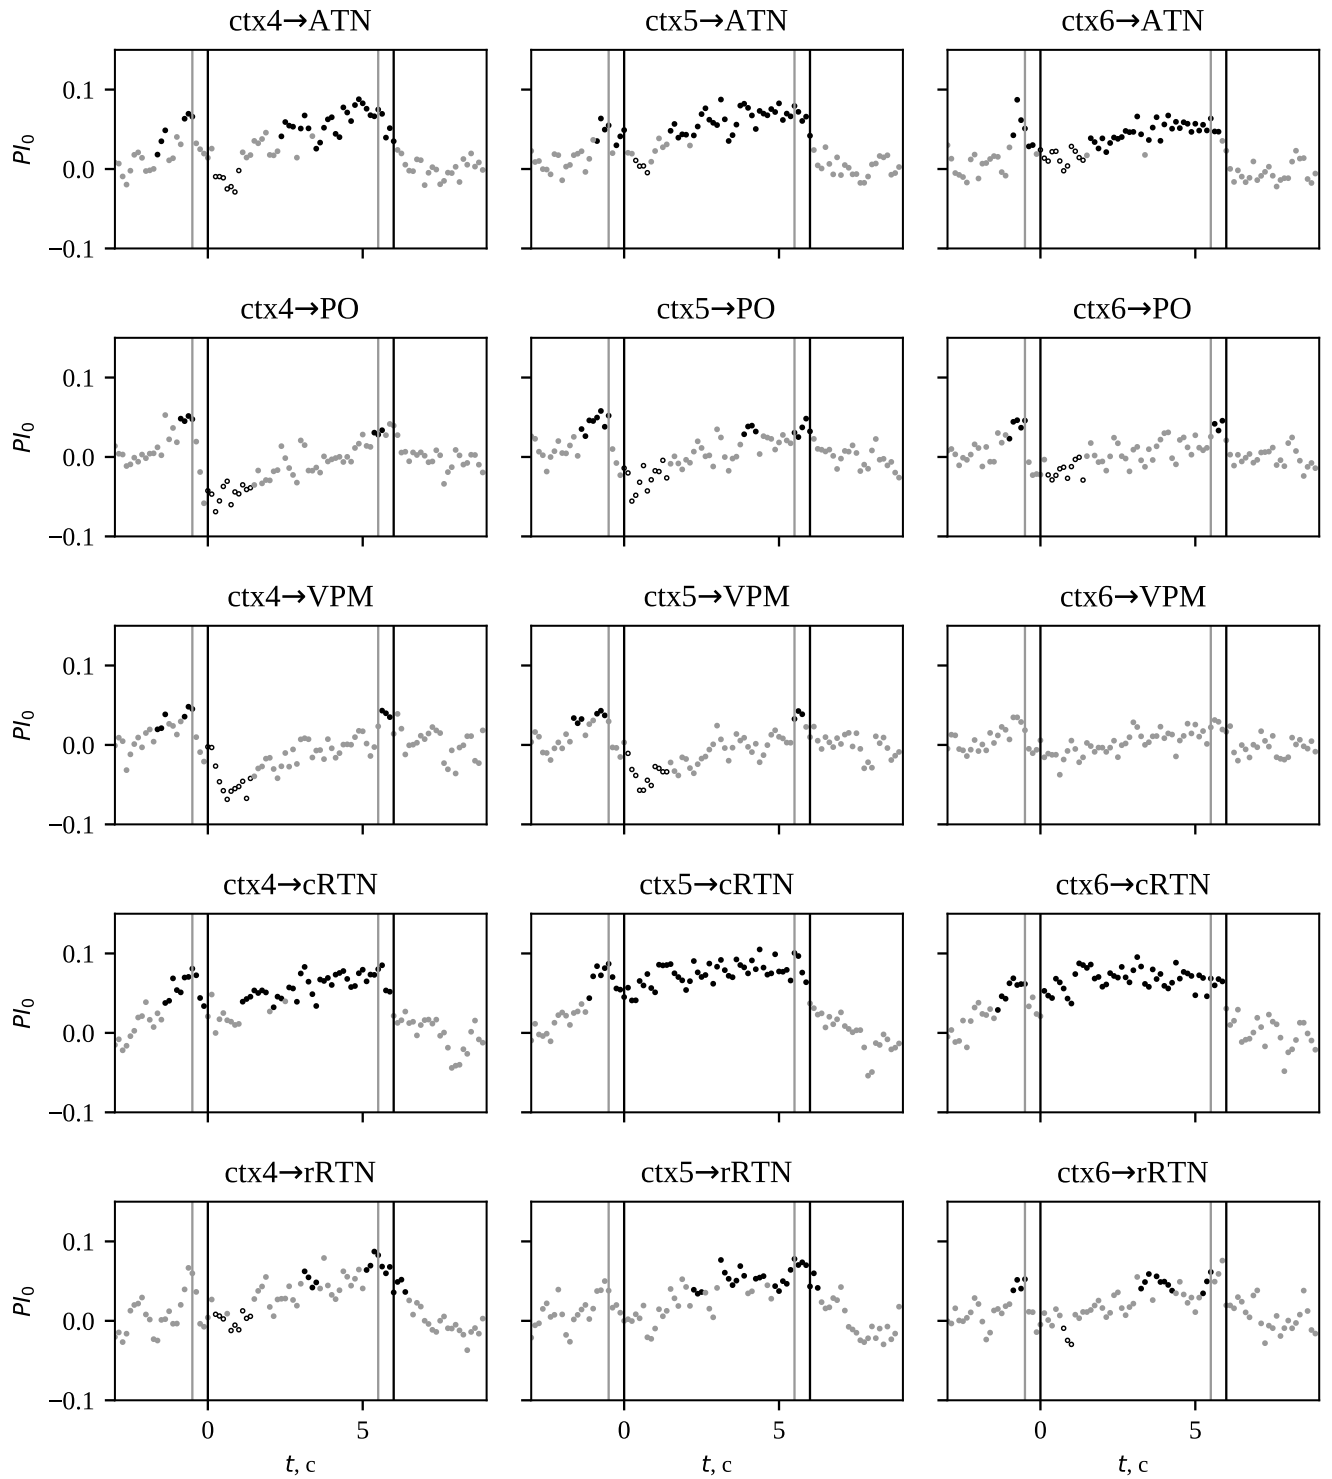 ctx4→ATN ctx5→ATN ctx6→ATN
PI0 0.1 0.0 −0.1
ctx4→PO ctx5→PO ctx6→PO
PI0 0.1 0.0 −0.1
ctx4→VPM ctx5→VPM ctx6→VPM
PI0 0.1 0.0 −0.1
ctx4→cRTN ctx5→cRTN ctx6→cRTN
PI0 0.1 0.0 −0.1
ctx4→rRTN ctx5→rRTN ctx6→rRTN
PI0 0.1 0.0 −0.1
0 5 0 5 0 5
t, c t, c t, c